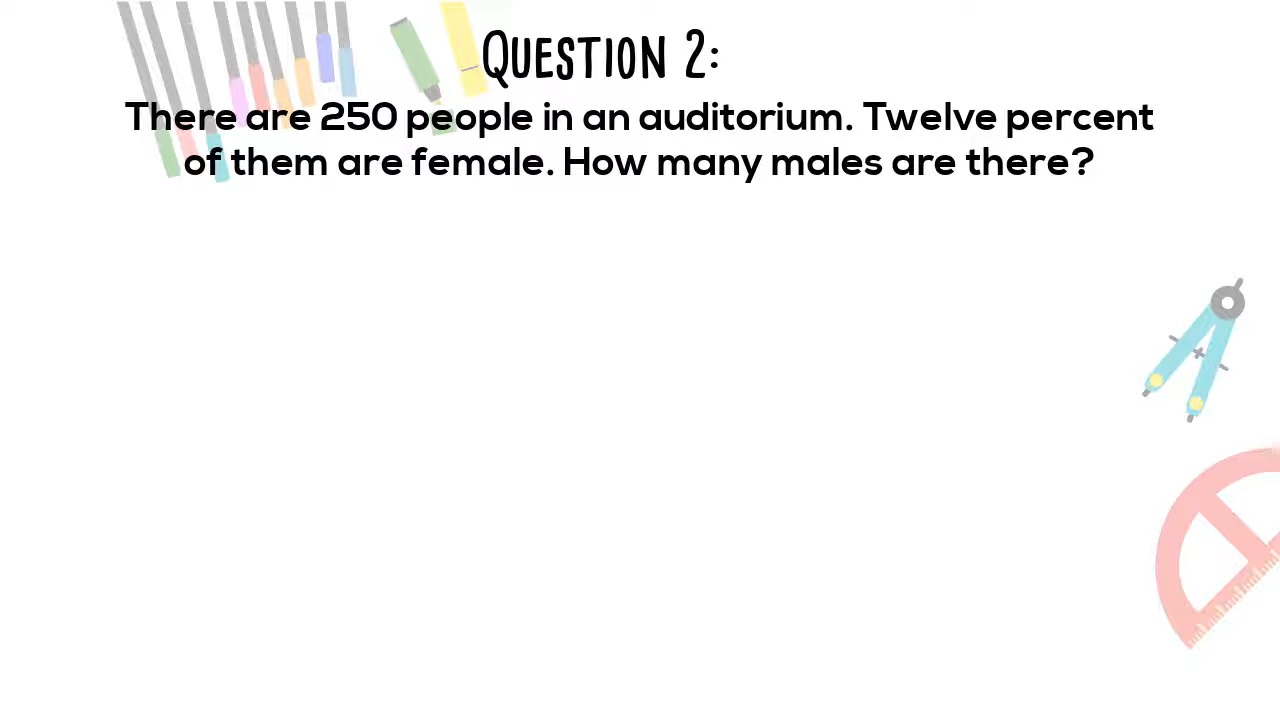 Question 2:
There are 250 people in an auditorium. Twelve percent
of them are female. How many males are there?